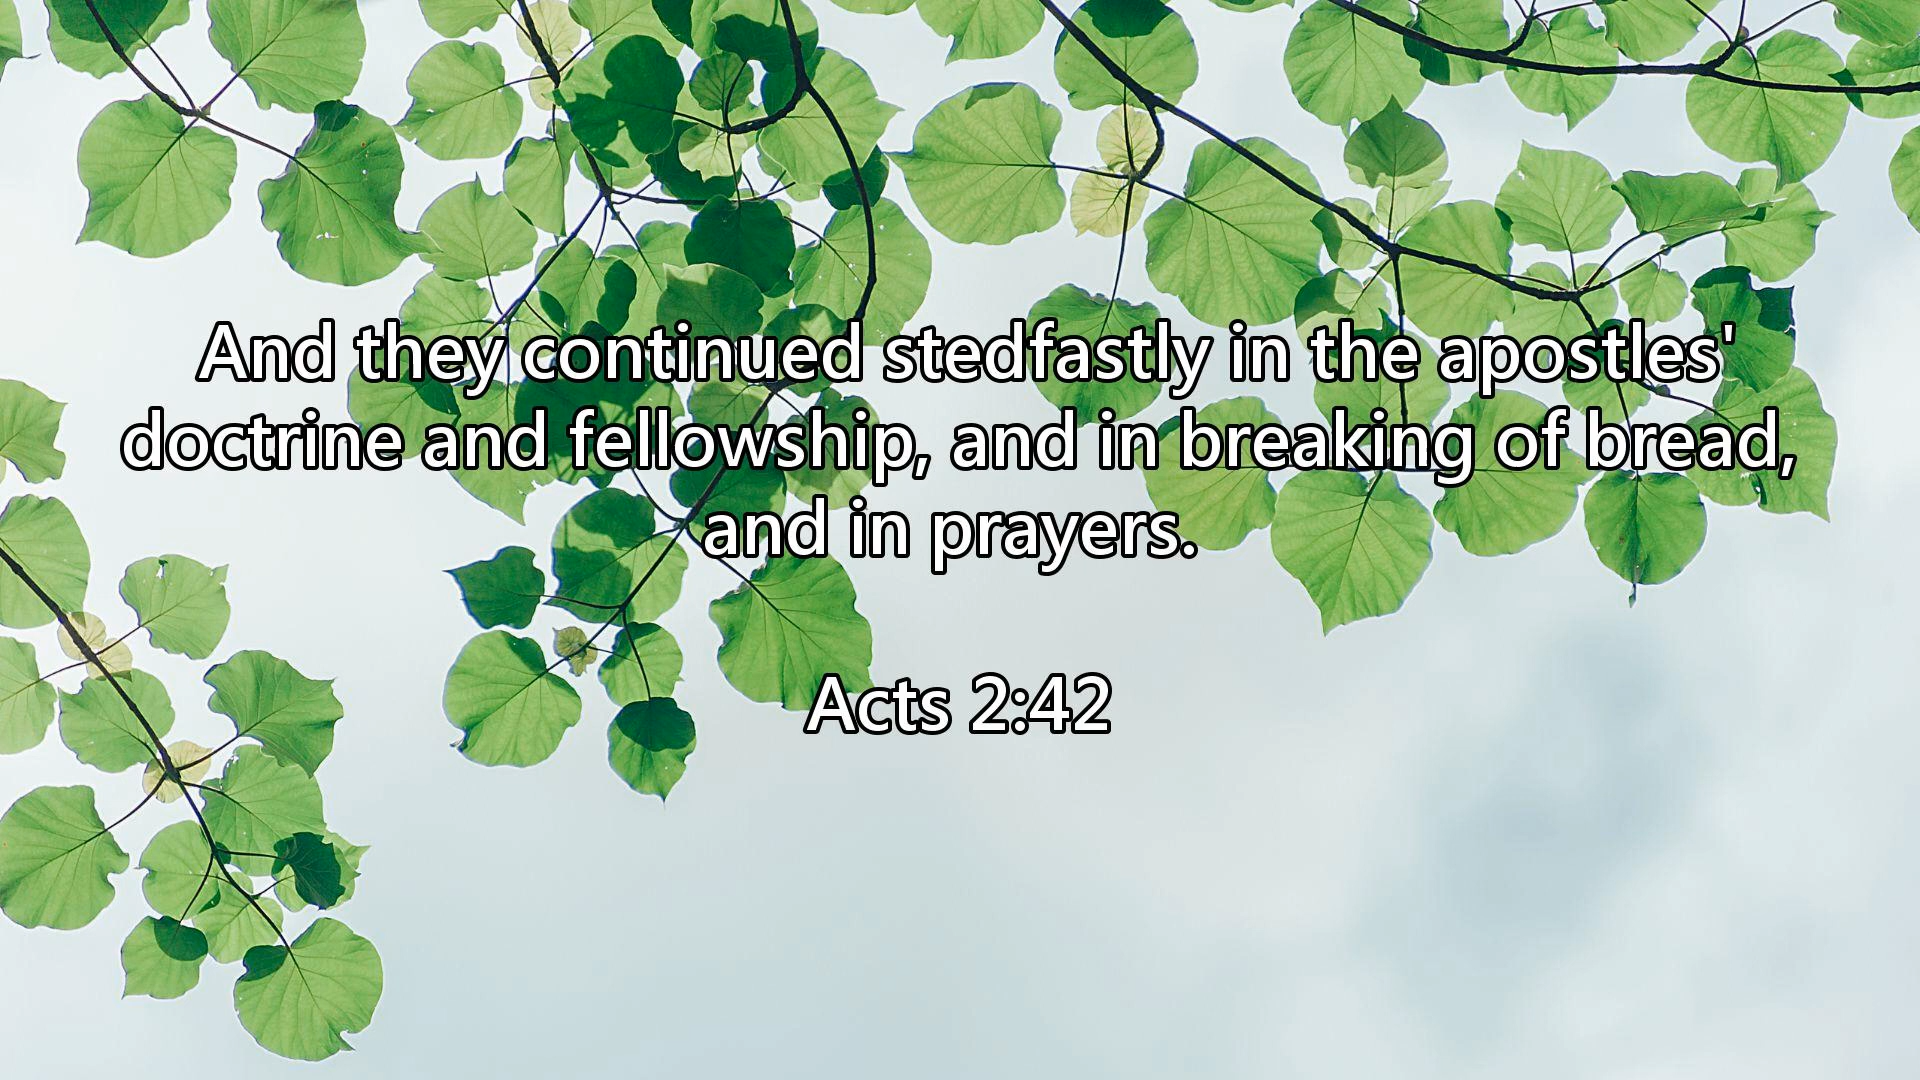 And they continued stedfastly in the apostles'
doctrine and fellowship, and in breaking of bread,
and in prayers.
Acts 2:42